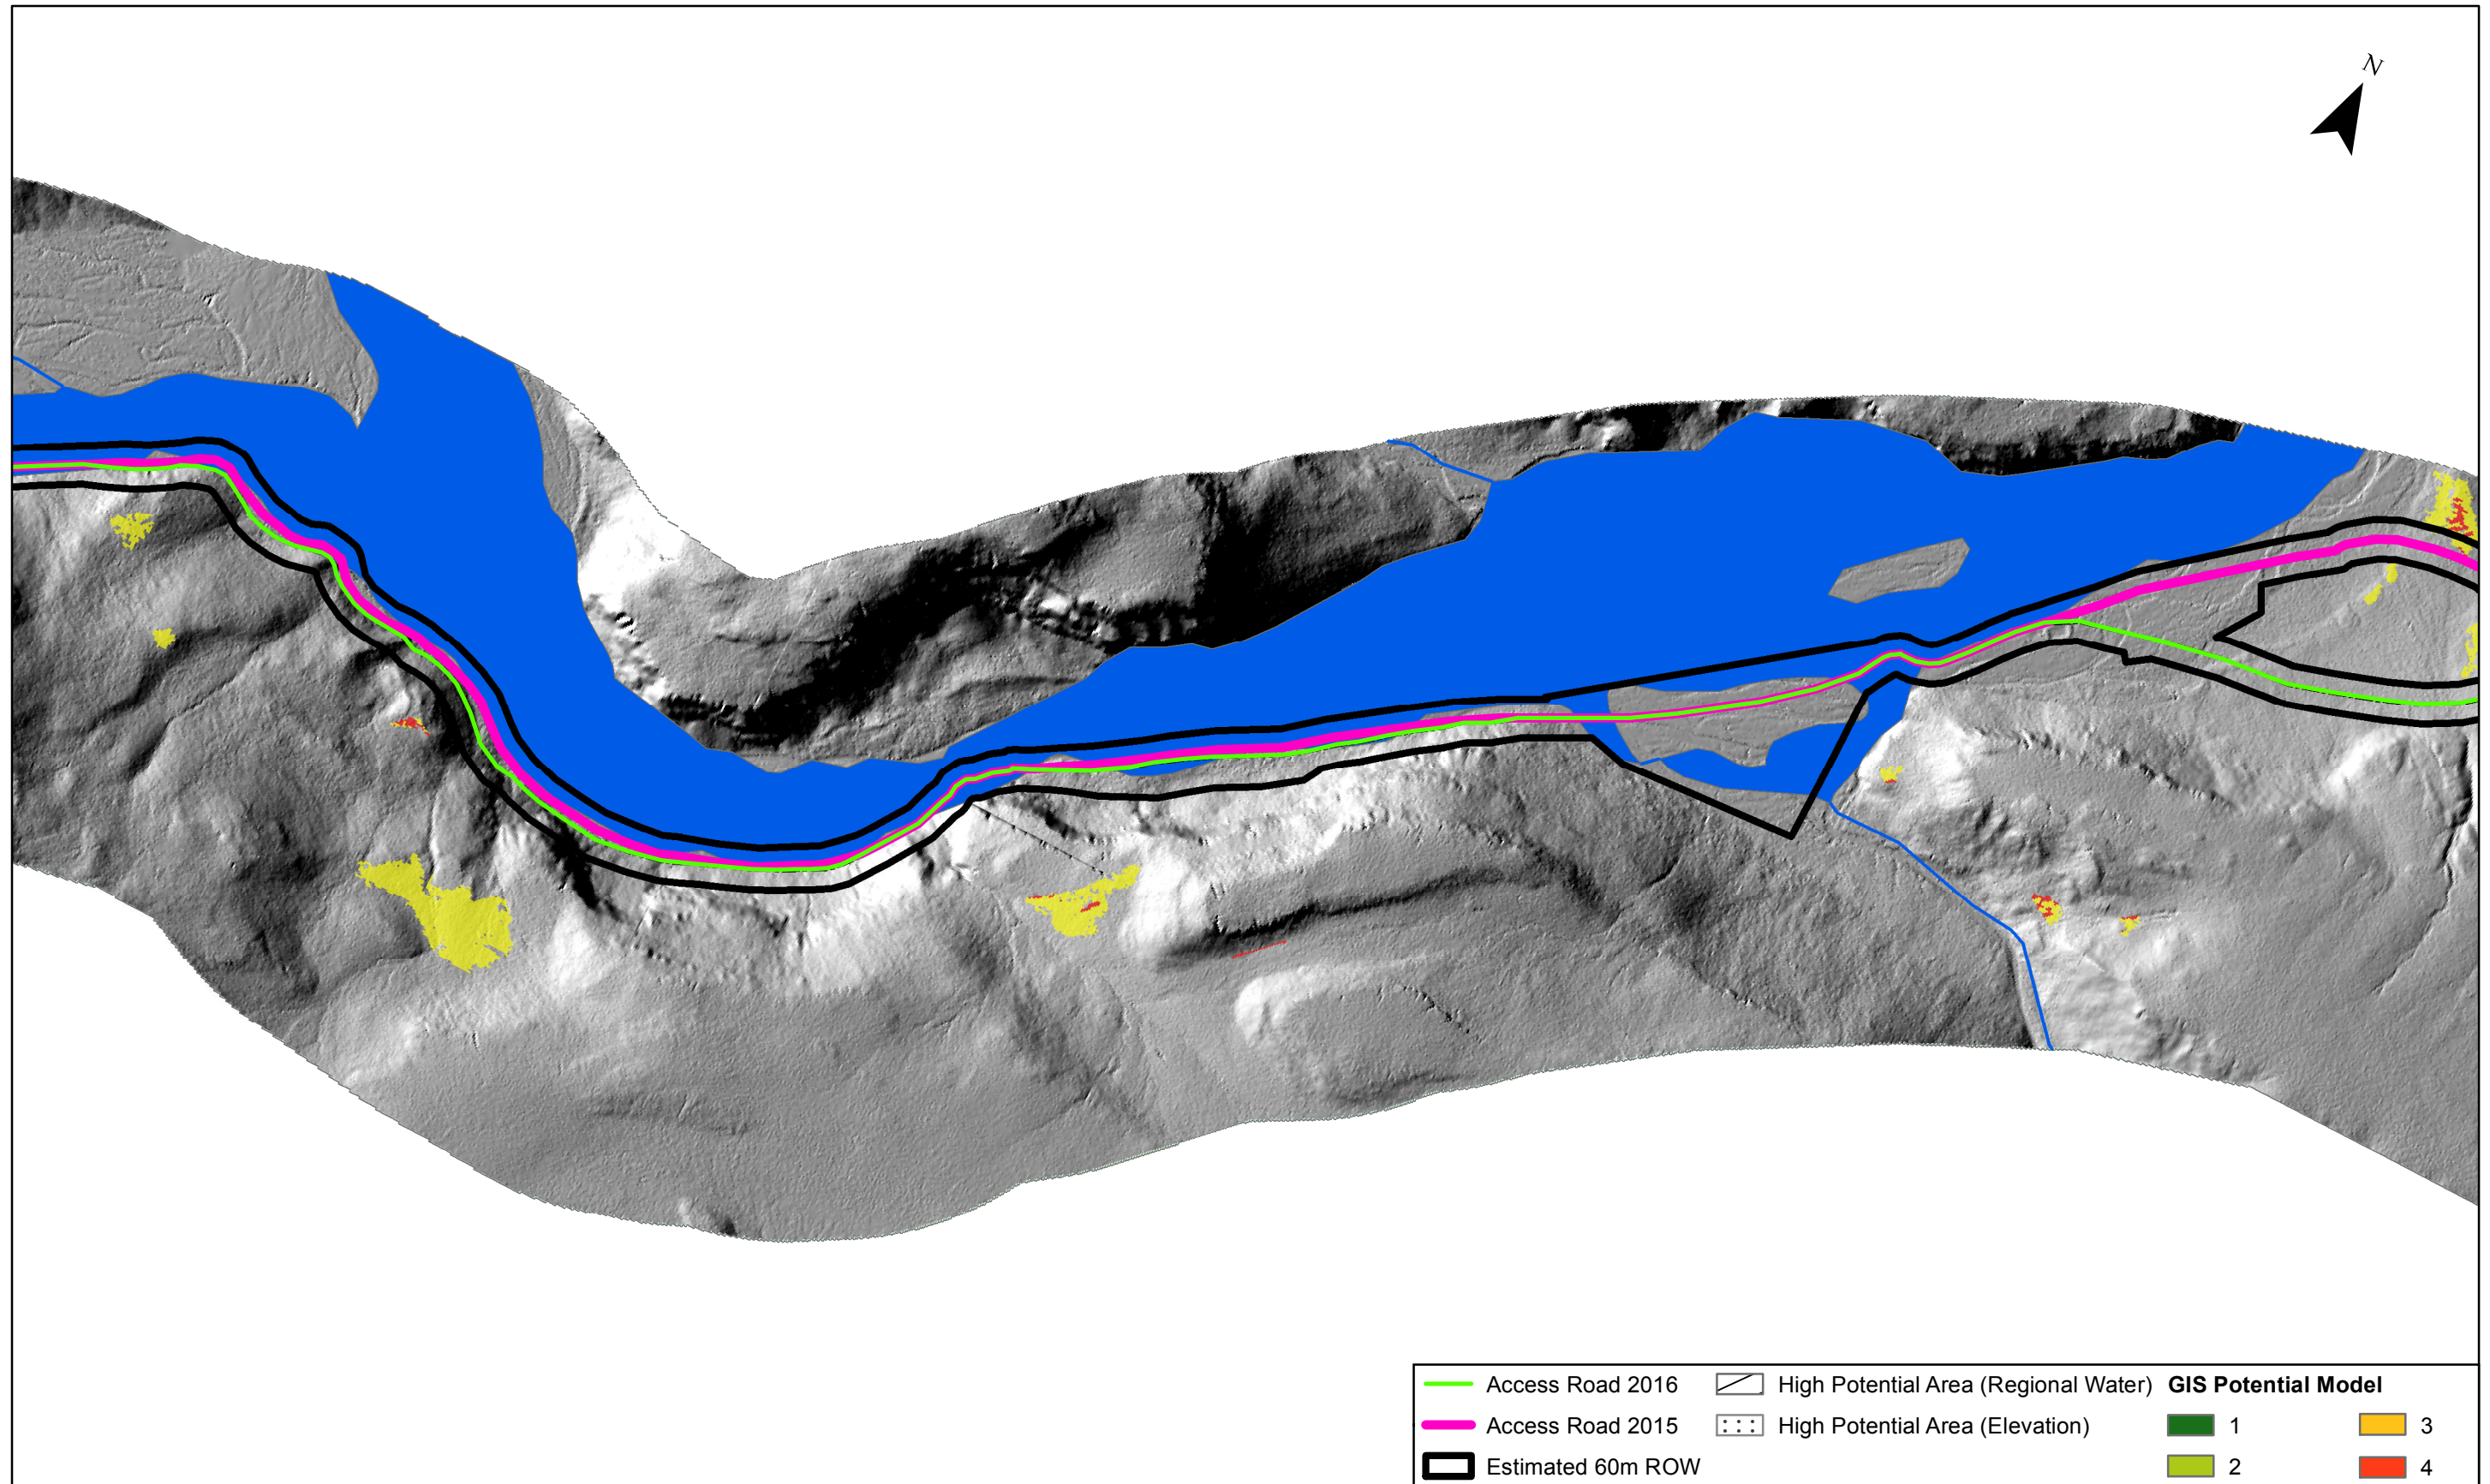 N
Access Road 2016 High Potential Area (Regional Water) GIS Potential Model
Access Road 2015 High Potential Area (Elevation) 1 3
Estimated 60m ROW 2 4